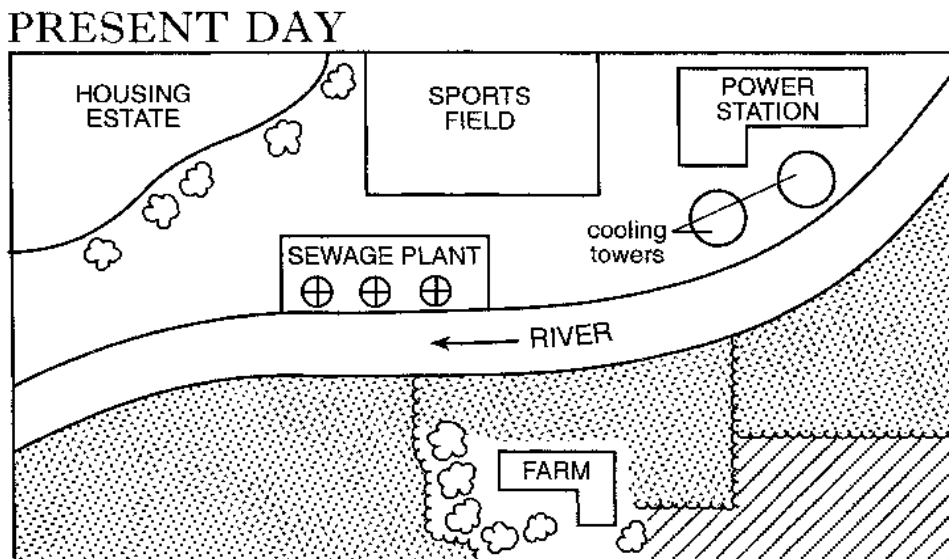 PRESENT DAY
HOUSING
ESTATE
SPORTS
FIELD
POWER
STATION
cooling
towers
SEWAGE PLANT
RIVER
FARM